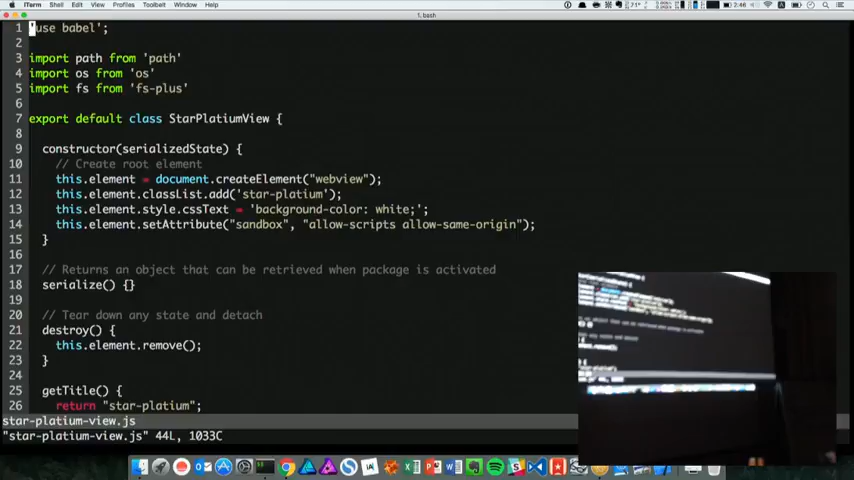 iTerm Shell Edit View Profiles Toolbelt Window Help
71° 2:46
1. bash
1 'use babel';
2
3 import path from 'path'
4 import os from 'os'
5 import fs from 'fs-plus'
6
7 export default class StarPlatiumView {
8
9 constructor(serializedState) {
10 // Create root element
11 this.element = document.createElement("webview");
12 this.element.classList.add('star-platium');
13 this.element.style.cssText = 'background-color: white;';
14 this.element.setAttribute("sandbox", "allow-scripts allow-same-origin");
15 }
16
17 // Returns an object that can be retrieved when package is activated
18 serialize() {}
19
20 // Tear down any state and detach
21 destroy() {
22 this.element.remove();
23 }
24
25 getTitle() {
26 return "star-platium";
star-platium-view.js
"star-platium-view.js" 44L, 1033C